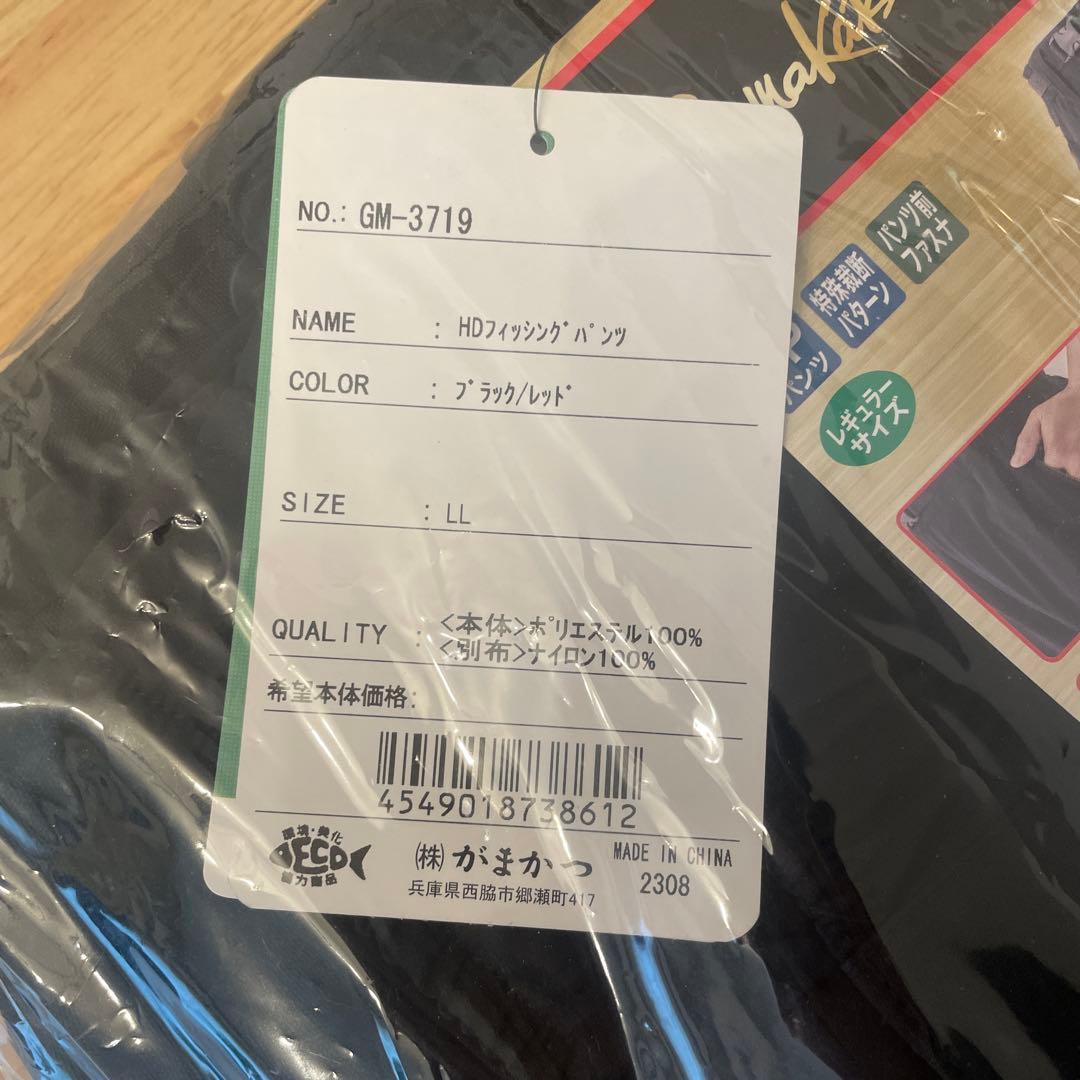 NO.: GM-3719
NAME : HDフィッシングパンツ
COLOR : ブラック/レッド
SIZE : LL
QUALITY : <本体>ポリエステル100%
<別布>ナイロン100%
希望本体価格:
4549018738612
環境・美化
DECO
協力商品
(株)がまかつ
兵庫県西脇市郷瀬町417
MADE IN CHINA
2308
パンツ前
ファスナ
特殊裁断
パターン
パンツ
レギュラー
サイズ